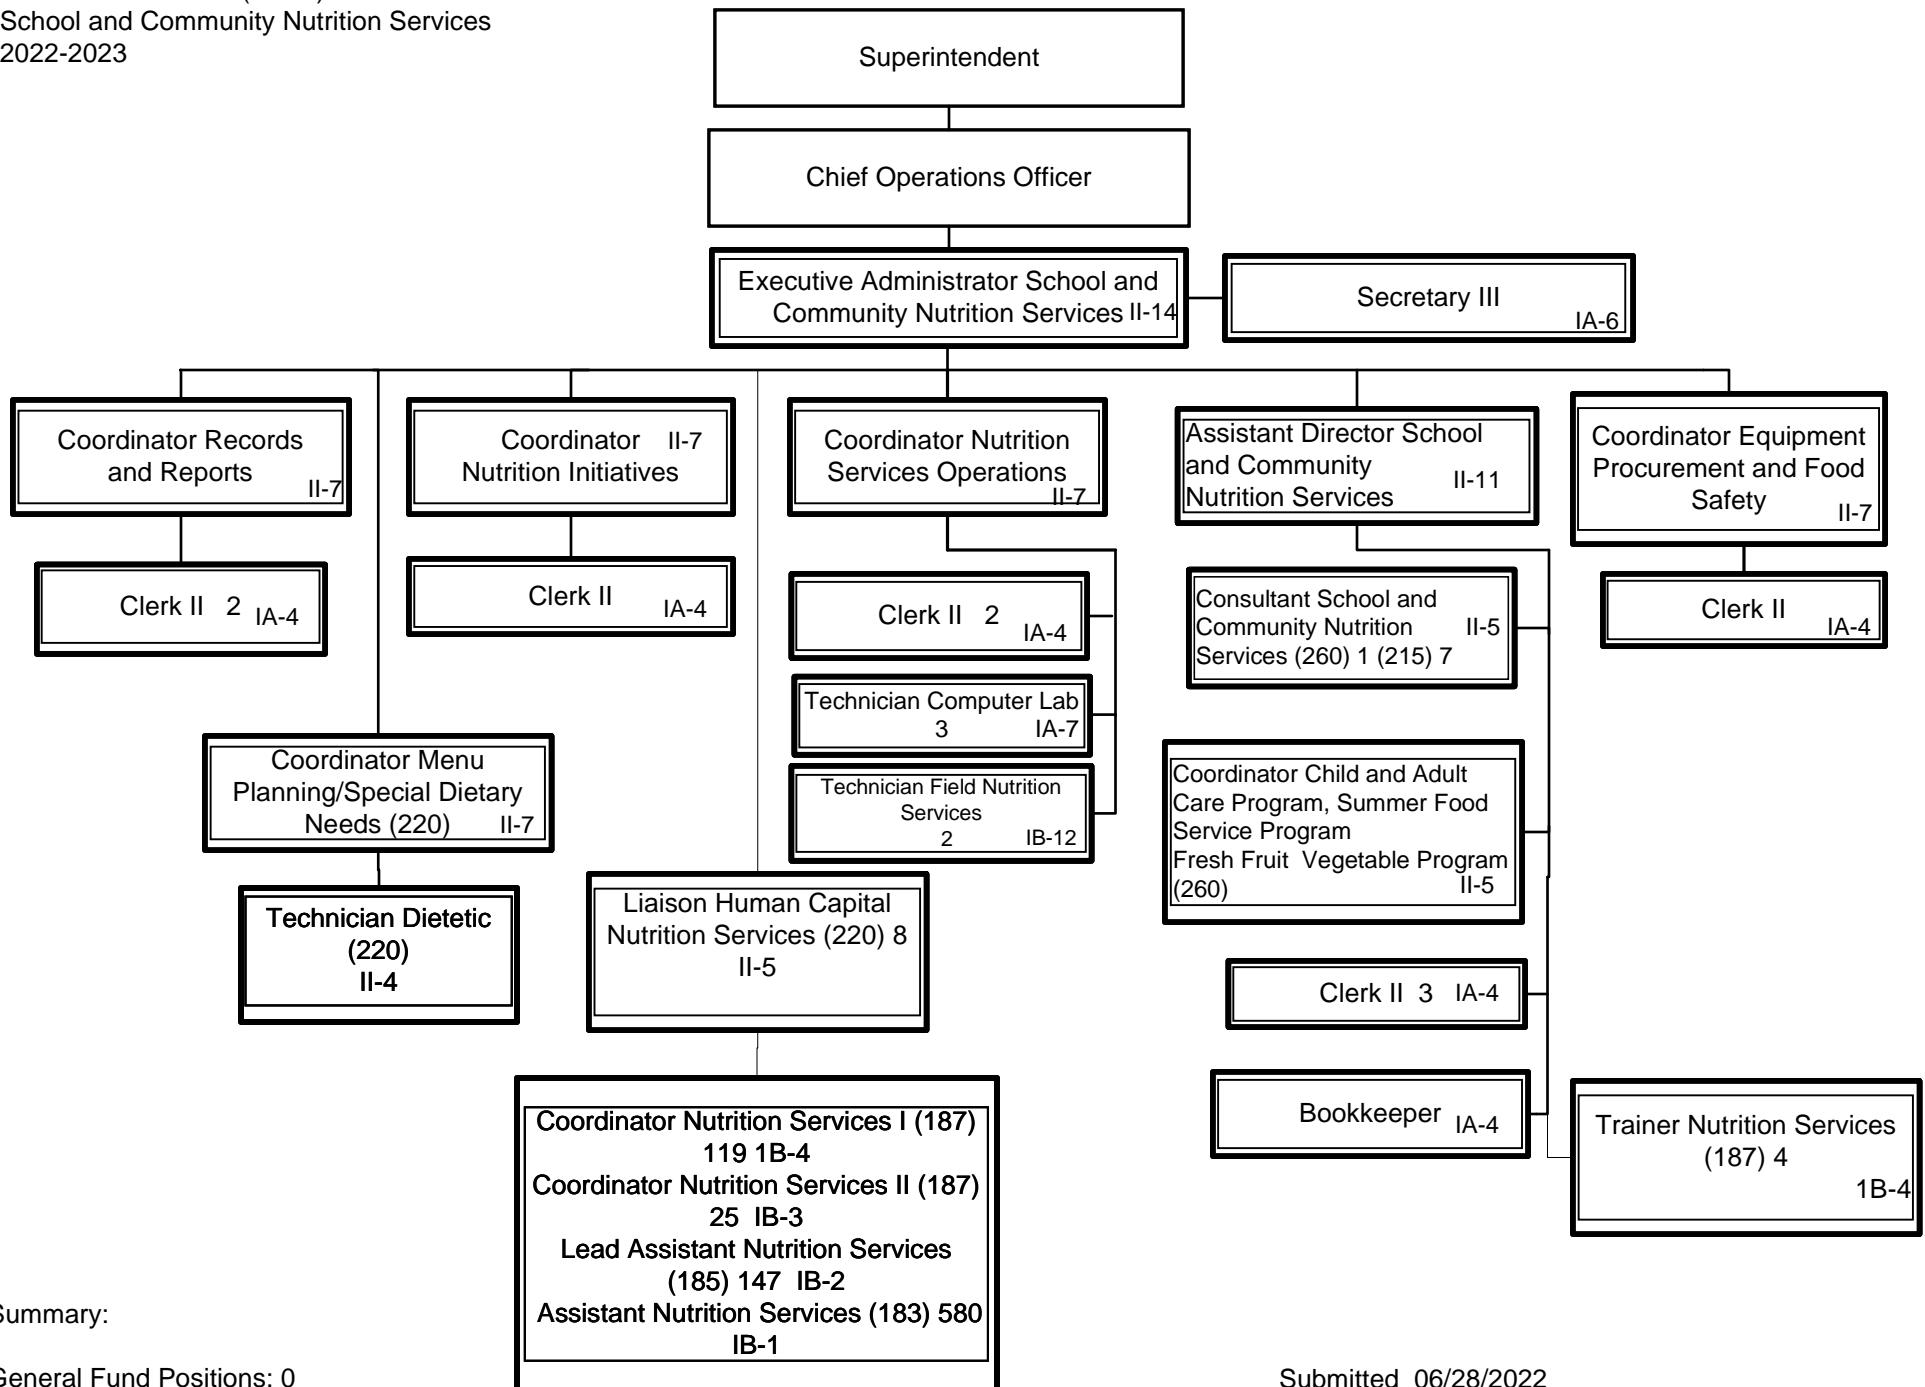 School and Community Nutrition Services
2022-2023
Superintendent
Chief Operations Officer
Executive Administrator School and
Community Nutrition Services II-14
Secretary III
IA-6
Coordinator Records
and Reports
II-7
Coordinator II-7
Nutrition Initiatives
Coordinator Nutrition
Services Operations
II-7
Assistant Director School
and Community
Nutrition Services
II-11
Coordinator Equipment
Procurement and Food
Safety
II-7
Clerk II 2 IA-4
Clerk II IA-4
Clerk II 2
IA-4
Technician Computer Lab
3 IA-7
Technician Field Nutrition
Services
2 IB-12
Consultant School and
Community Nutrition II-5
Services (260) 1 (215) 7
Clerk II
IA-4
Coordinator Menu
Planning/Special Dietary
Needs (220) II-7
Coordinator Child and Adult
Care Program, Summer Food
Service Program
Fresh Fruit Vegetable Program
(260) II-5
Technician Dietetic
(220)
II-4
Liaison Human Capital
Nutrition Services (220) 8
II-5
Clerk II 3 IA-4
Bookkeeper IA-4
Trainer Nutrition Services
(187) 4
1B-4
Coordinator Nutrition Services I (187)
119 1B-4
Coordinator Nutrition Services II (187)
25 IB-3
Lead Assistant Nutrition Services
(185) 147 IB-2
Assistant Nutrition Services (183) 580
IB-1
Summary:
General Fund Positions: 0
Submitted 06/28/2022